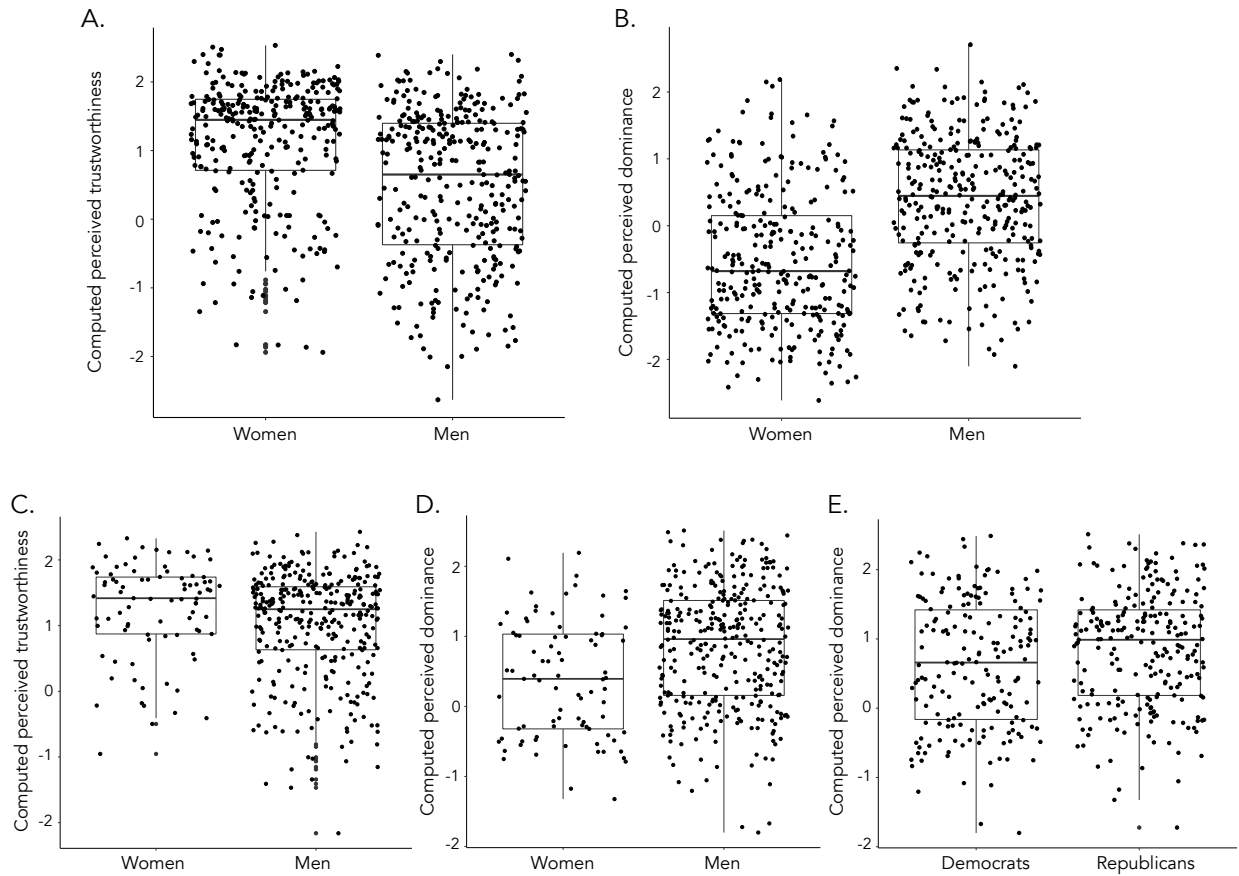 A.
Computed perceived trustworthiness
2
1
0
-1
-2
Women
Men
B.
Computed perceived dominance
2
1
0
-1
-2
Women
Men
C.
Computed perceived trustworthiness
2
1
0
-1
-2
Women
Men
D.
Computed perceived dominance
2
1
0
-1
-2
Women
Men
E.
Computed perceived dominance
2
1
0
-1
-2
Democrats
Republicans